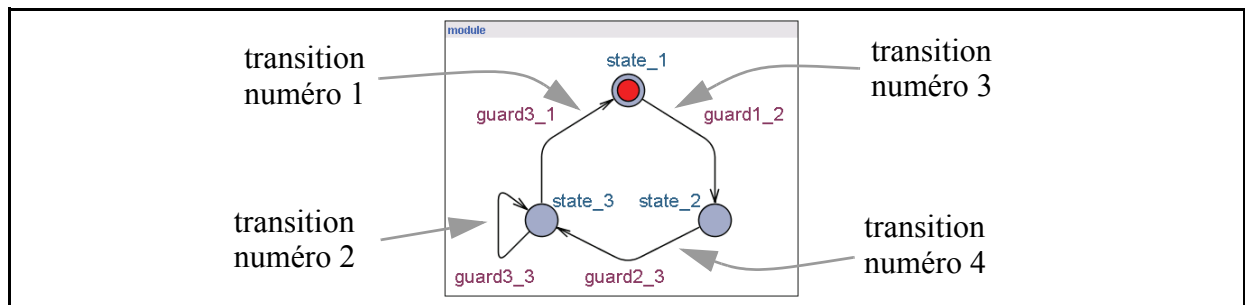 module
transition
numéro 1
state_1
transition
numéro 3
guard3_1
guard1_2
state_3
state_2
transition
numéro 2
transition
numéro 4
guard3_3
guard2_3